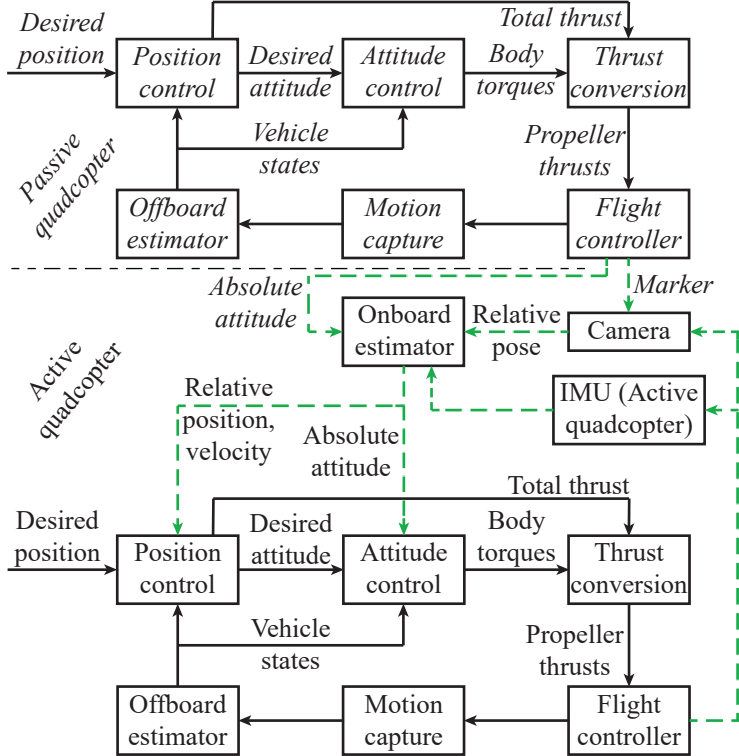 Total thrust
Desired
position
Position
control
Desired
attitude
Attitude
control
Body
torques
Thrust
conversion
Vehicle
states
Propeller
thrusts
Passive
quadcopter
Offboard
estimator
Motion
capture
Flight
controller
Absolute
attitude
Marker
Onboard
estimator
Relative
pose
Camera
Active
quadcopter
IMU (Active
quadcopter)
Relative
position,
velocity
Absolute
attitude
Total thrust
Desired
position
Position
control
Desired
attitude
Attitude
control
Body
torques
Thrust
conversion
Vehicle
states
Propeller
thrusts
Offboard
estimator
Motion
capture
Flight
controller